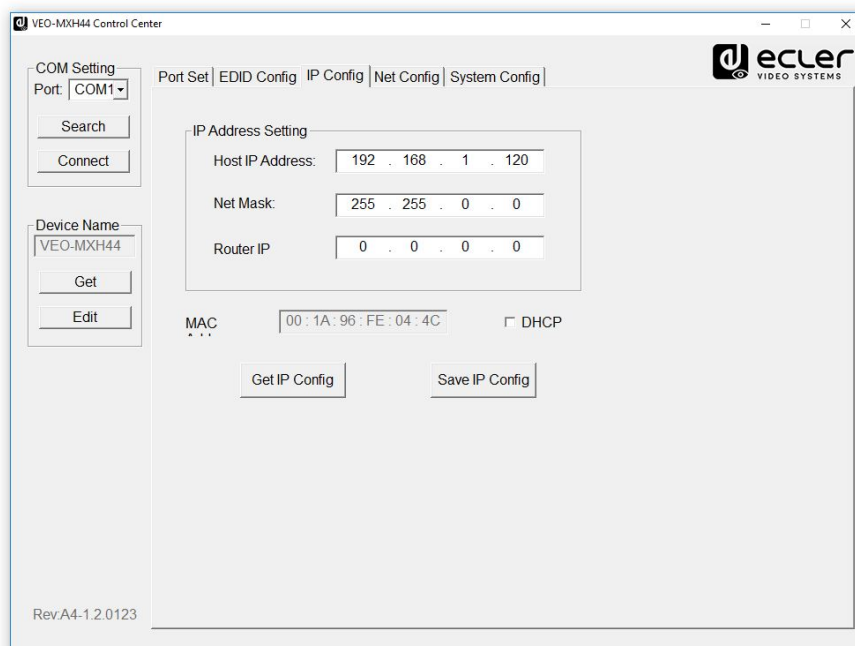 VEO-MXH44 Control Center
ecler
VIDEO SYSTEMS
COM Setting
Port: COM1
Search
Connect
Device Name
VEO-MXH44
Get
Edit
Port Set EDID Config IP Config Net Config System Config
IP Address Setting
Host IP Address: 192 . 168 . 1 . 120
Net Mask: 255 . 255 . 0 . 0
Router IP 0 . 0 . 0 . 0
MAC 00 : 1A : 96 : FE : 04 : 4C DHCP
Get IP Config Save IP Config
Rev:A4-1.2.0123